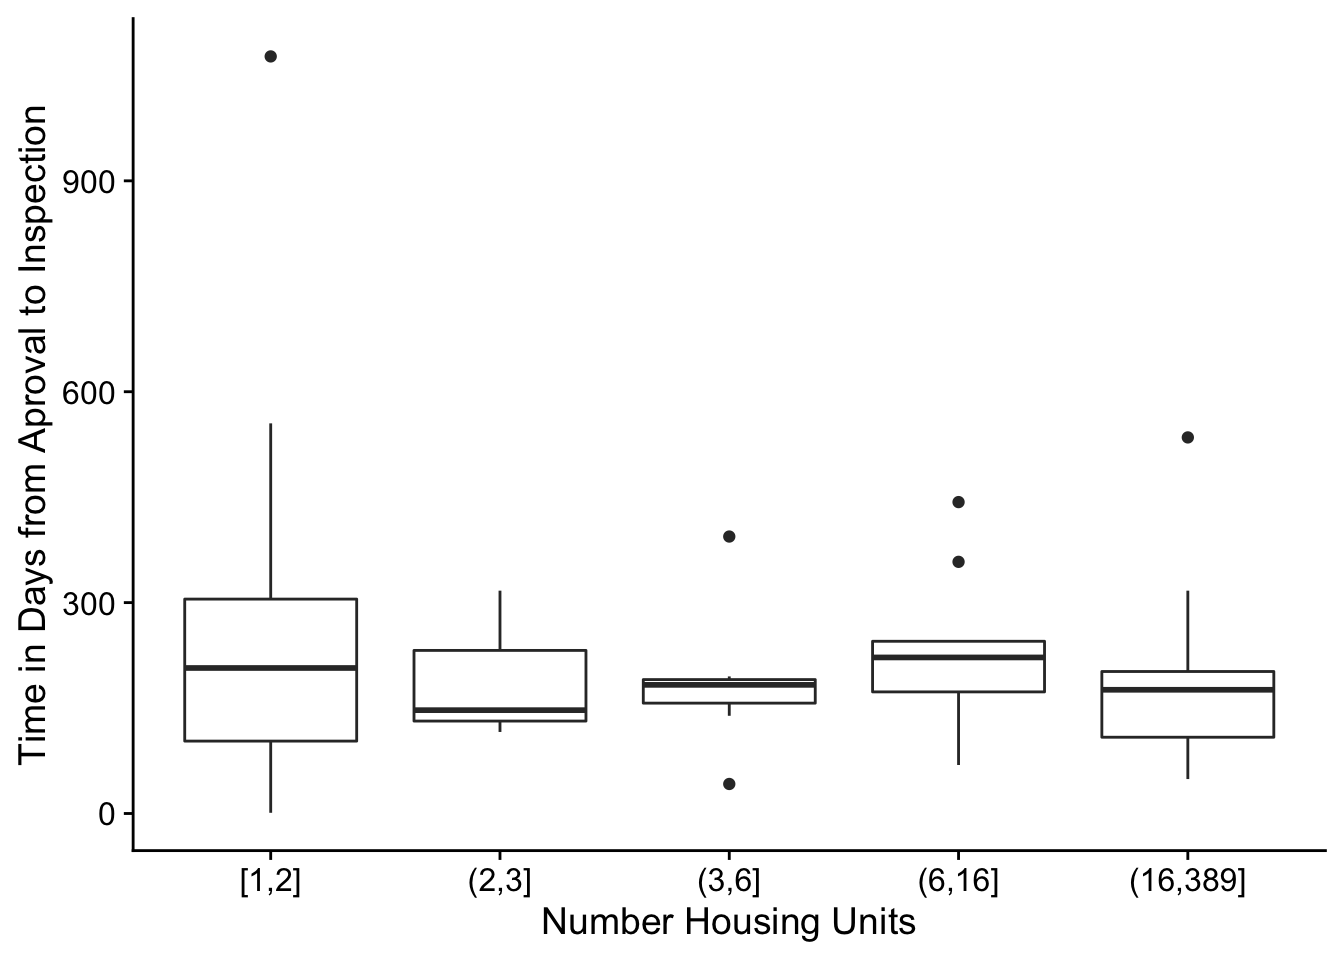 Time in Days from Aproval to Inspection
900
600
300
0
[1,2] (2,3] (3,6] (6,16] (16,389]
Number Housing Units